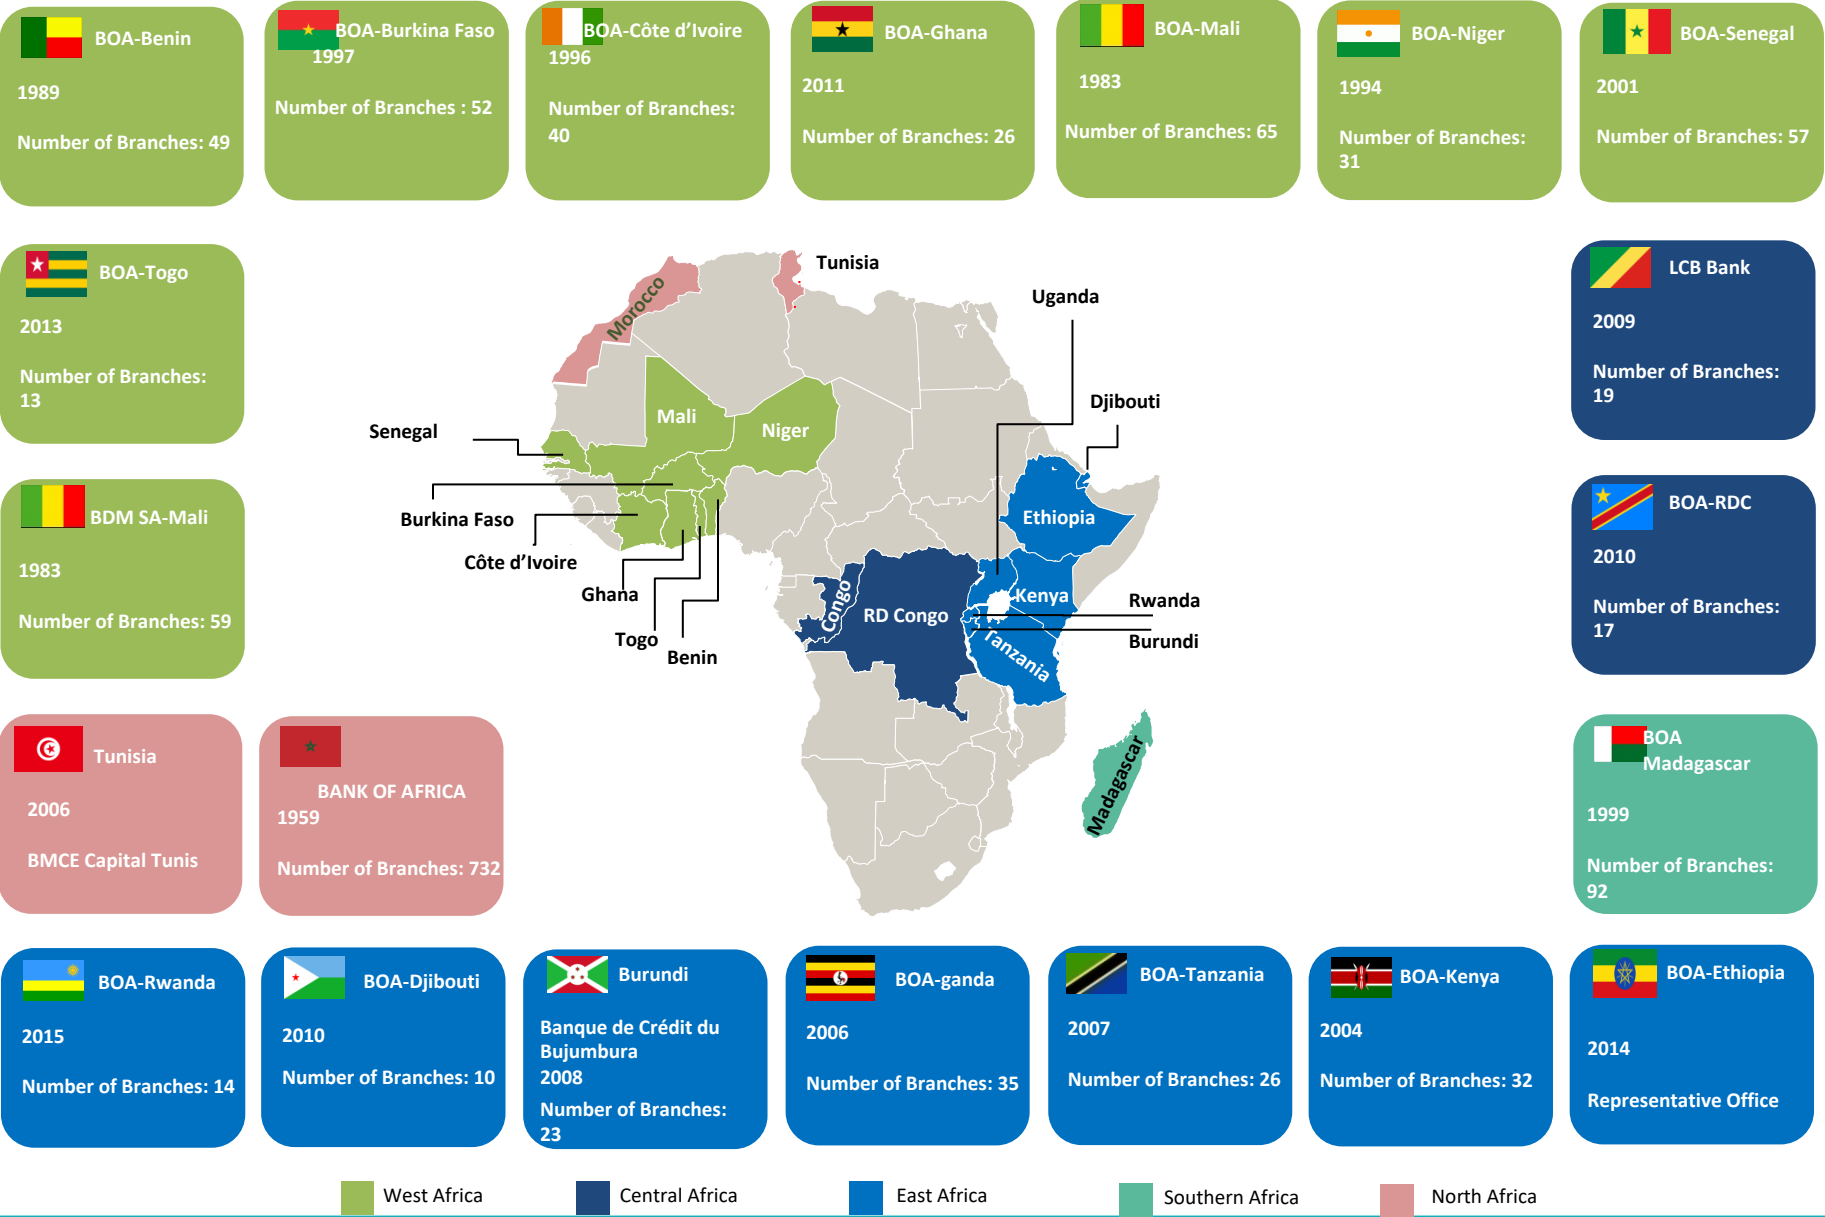 BOA-Benin
1989
Number of Branches: 49
BOA-Burkina Faso
1997
Number of Branches : 52
BOA-Côte d’Ivoire
1996
Number of Branches:
40
BOA-Ghana
2011
Number of Branches: 26
BOA-Mali
1983
Number of Branches: 65
BOA-Niger
1994
Number of Branches:
31
BOA-Senegal
2001
Number of Branches: 57
BOA-Togo
2013
Number of Branches:
13
BDM SA-Mali
1983
Number of Branches: 59
Tunisia
2006
BMCE Capital Tunis
BANK OF AFRICA
1959
Number of Branches: 732
Tunisia
Morocco
Uganda
Djibouti
Senegal
Mali
Niger
Burkina Faso
Côte d’Ivoire
Ghana
Togo
Benin
Ethiopia
Congo
RD Congo
Kenya
Rwanda
Burundi
Tanzania
Madagascar
LCB Bank
2009
Number of Branches:
19
BOA-RDC
2010
Number of Branches:
17
BOA
Madagascar
1999
Number of Branches:
92
BOA-Rwanda
2015
Number of Branches: 14
BOA-Djibouti
2010
Number of Branches: 10
Burundi
Banque de Crédit du
Bujumbura
2008
Number of Branches:
23
BOA-ganda
2006
Number of Branches: 35
BOA-Tanzania
2007
Number of Branches: 26
BOA-Kenya
2004
Number of Branches: 32
BOA-Ethiopia
2014
Representative Office
West Africa
Central Africa
East Africa
Southern Africa
North Africa